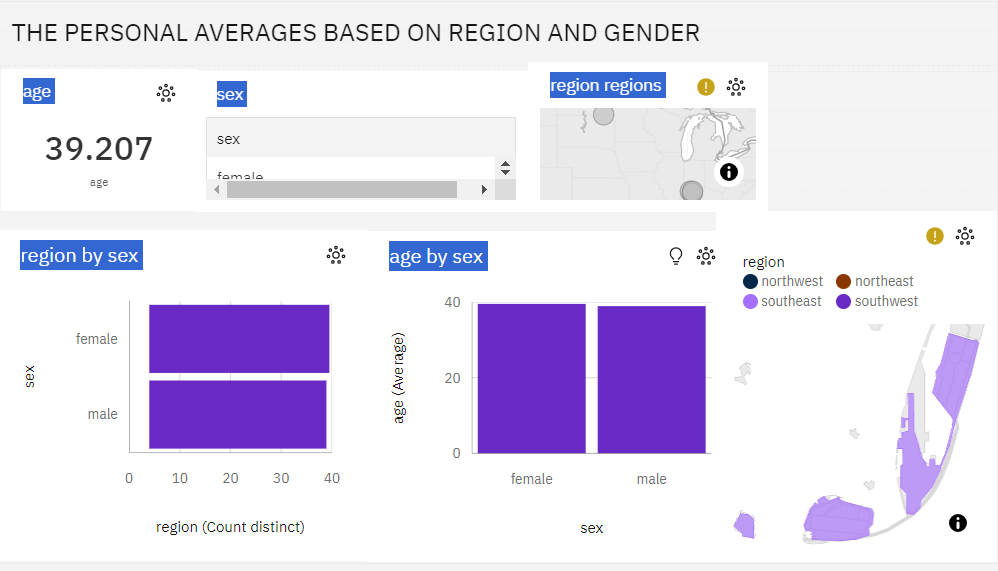 THE PERSONAL AVERAGES BASED ON REGION AND GENDER
age
39.207
age
sex
sex
female
region regions
region by sex
female
male
sex
0 10 20 30 40
region (Count distinct)
age by sex
40
20
0
age (Average)
female male
sex
region
northwest northeast
southeast southwest